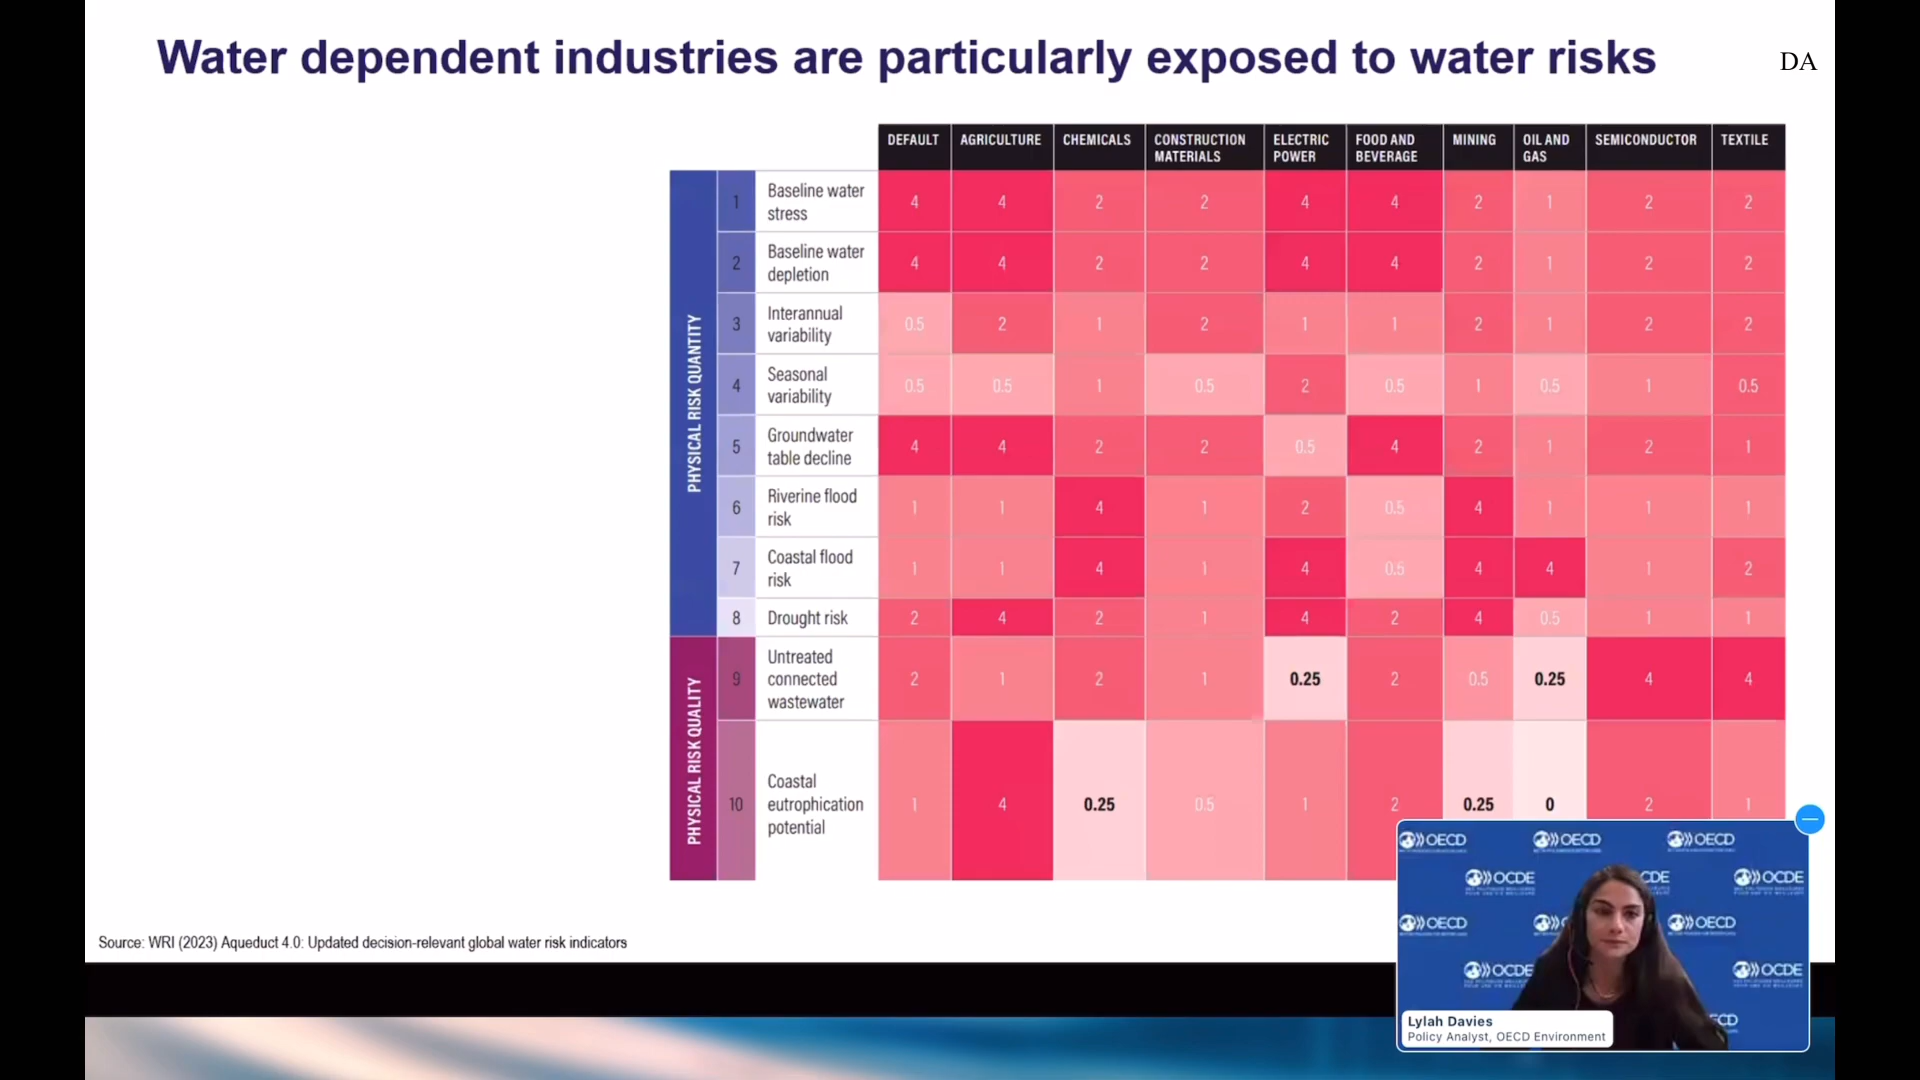 Water dependent industries are particularly exposed to water risks
DA
DEFAULT AGRICULTURE CHEMICALS CONSTRUCTION MATERIALS ELECTRIC POWER FOOD AND BEVERAGE MINING OIL AND GAS SEMICONDUCTOR TEXTILE
PHYSICAL RISK QUANTITY
1 Baseline water stress 4 4 2 2 4 4 2 1 2 2
2 Baseline water depletion 4 4 2 2 4 4 2 1 2 2
3 Interannual variability 0.5 2 1 2 1 1 2 1 2 2
4 Seasonal variability 0.5 0.5 1 0.5 2 0.5 1 0.5 1 0.5
5 Groundwater table decline 4 4 2 2 0.5 4 2 1 2 1
6 Riverine flood risk 1 1 4 1 2 0.5 4 1 1 1
7 Coastal flood risk 1 1 4 1 4 0.5 4 4 1 2
8 Drought risk 2 4 2 1 4 2 4 0.5 1 1
PHYSICAL RISK QUALITY
9 Untreated connected wastewater 2 1 2 1 0.25 2 0.5 0.25 4 4
10 Coastal eutrophication potential 1 4 0.25 0.5 1 2 0.25 0 2 1
Source: WRI (2023) Aqueduct 4.0: Updated decision-relevant global water risk indicators
OECD OECD OECD
OCDE CDE OCDE
OECD OECD
OCDE OCDE
Lylah Davies
Policy Analyst, OECD Environment